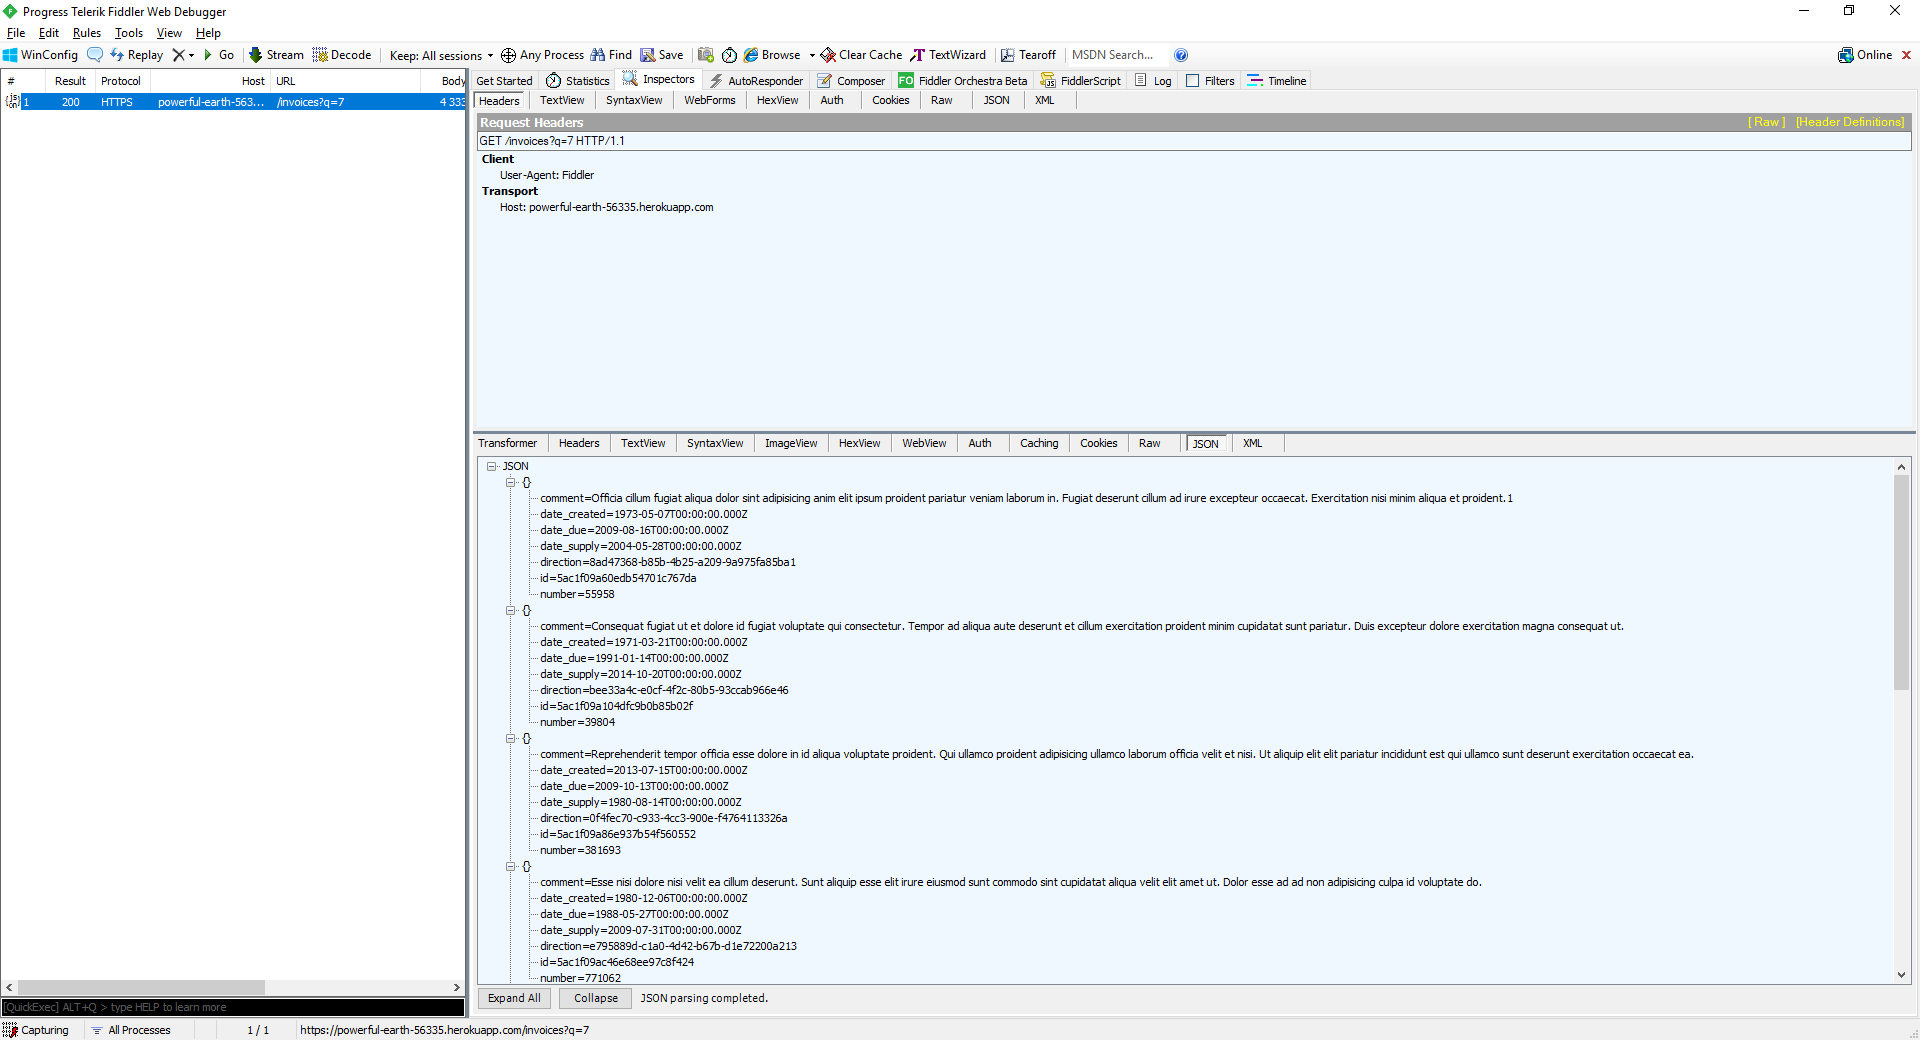 Progress Telerik Fiddler Web Debugger
File Edit Rules Tools View Help
WinConfig Replay Go Stream Decode Keep: All sessions Any Process Find Save Browse Clear Cache TextWizard Tearoff MSDN Search... Online
# Result Protocol Host URL Body
1 200 HTTPS powerful-earth-563... /invoices?q=7 4 333
Get Started Statistics Inspectors AutoResponder Composer FO Fiddler Orchestra Beta FiddlerScript Log Filters Timeline
Headers TextView SyntaxView WebForms HexView Auth Cookies Raw JSON XML
Request Headers [ Raw ] [Header Definitions]
GET /invoices?q=7 HTTP/1.1
Client
User-Agent: Fiddler
Transport
Host: powerful-earth-56335.herokuapp.com
Transformer Headers TextView SyntaxView ImageView HexView WebView Auth Caching Cookies Raw JSON XML
JSON
{}
comment=Officia cillum fugiat aliqua dolor sint adipisicing anim elit ipsum proident pariatur veniam laborum in. Fugiat deserunt cillum ad irure excepteur occaecat. Exercitation nisi minim aliqua et proident.1
date_created=1973-05-07T00:00:00.000Z
date_due=2009-08-16T00:00:00.000Z
date_supply=2004-05-28T00:00:00.000Z
direction=8ad47368-b85b-4b25-a209-9a975fa85ba1
id=5ac1f09a60edb54701c767da
number=55958
{}
comment=Consequat fugiat ut et dolore id fugiat voluptate qui consectetur. Tempor ad aliqua aute deserunt et cillum exercitation proident minim cupidatat sunt pariatur. Duis excepteur dolore exercitation magna consequat ut.
date_created=1971-03-21T00:00:00.000Z
date_due=1991-01-14T00:00:00.000Z
date_supply=2014-10-20T00:00:00.000Z
direction=bee33a4c-e0cf-4f2c-80b5-93ccab966e46
id=5ac1f09a104dfc9b0b85b02f
number=39804
{}
comment=Reprehenderit tempor officia esse dolore in id aliqua voluptate proident. Qui ullamco proident adipisicing ullamco laborum officia velit et nisi. Ut aliquip elit elit pariatur incididunt est qui ullamco sunt deserunt exercitation occaecat ea.
date_created=2013-07-15T00:00:00.000Z
date_due=2009-10-13T00:00:00.000Z
date_supply=1980-08-14T00:00:00.000Z
direction=0f4fec70-c933-4cc3-900e-f4764113326a
id=5ac1f09a86e937b54f560552
number=381693
{}
comment=Esse nisi dolore nisi velit ea cillum deserunt. Sunt aliquip esse elit irure eiusmod sunt commodo sint cupidatat aliqua velit elit amet ut. Dolor esse ad ad non adipisicing culpa id voluptate do.
date_created=1980-12-06T00:00:00.000Z
date_due=1988-05-27T00:00:00.000Z
date_supply=2009-07-31T00:00:00.000Z
direction=e795889d-c1a0-4d42-b67b-d1e72200a213
id=5ac1f09ac46e68ee97c8f424
number=771062
Expand All Collapse JSON parsing completed.
[QuickExec] ALT+Q > type HELP to learn more
Capturing All Processes 1 / 1 https://powerful-earth-56335.herokuapp.com/invoices?q=7